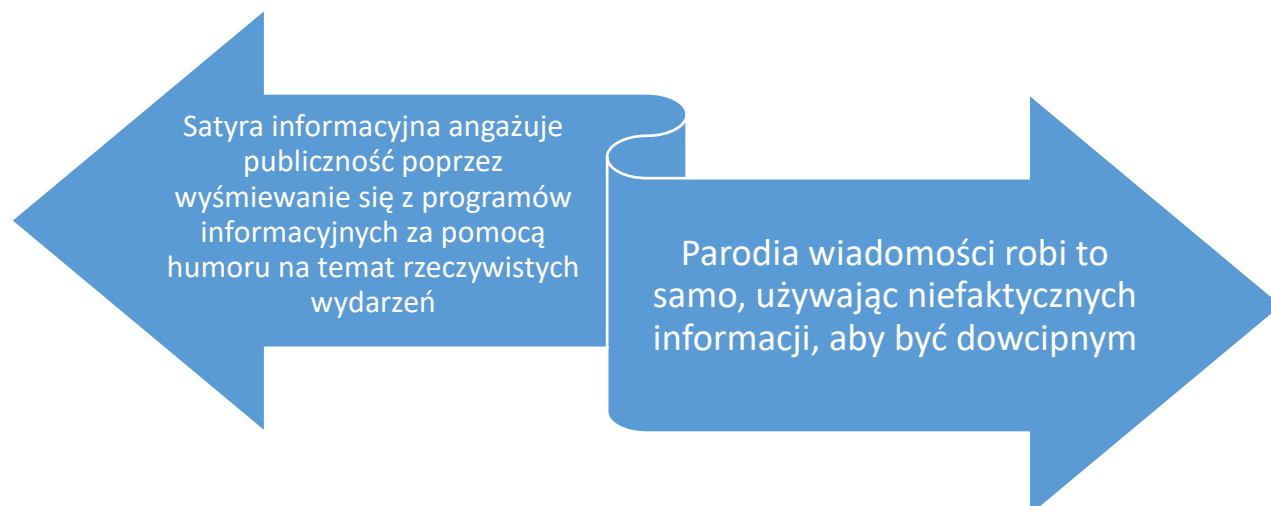 Satyra informacyjna angażuje
publiczność poprzez
wyśmiewanie się z programów
informacyjnych za pomocą
humoru na temat rzeczywistych
wydarzeń
Parodia wiadomości robi to
samo, używając niefaktycznych
informacji, aby być dowcipnym